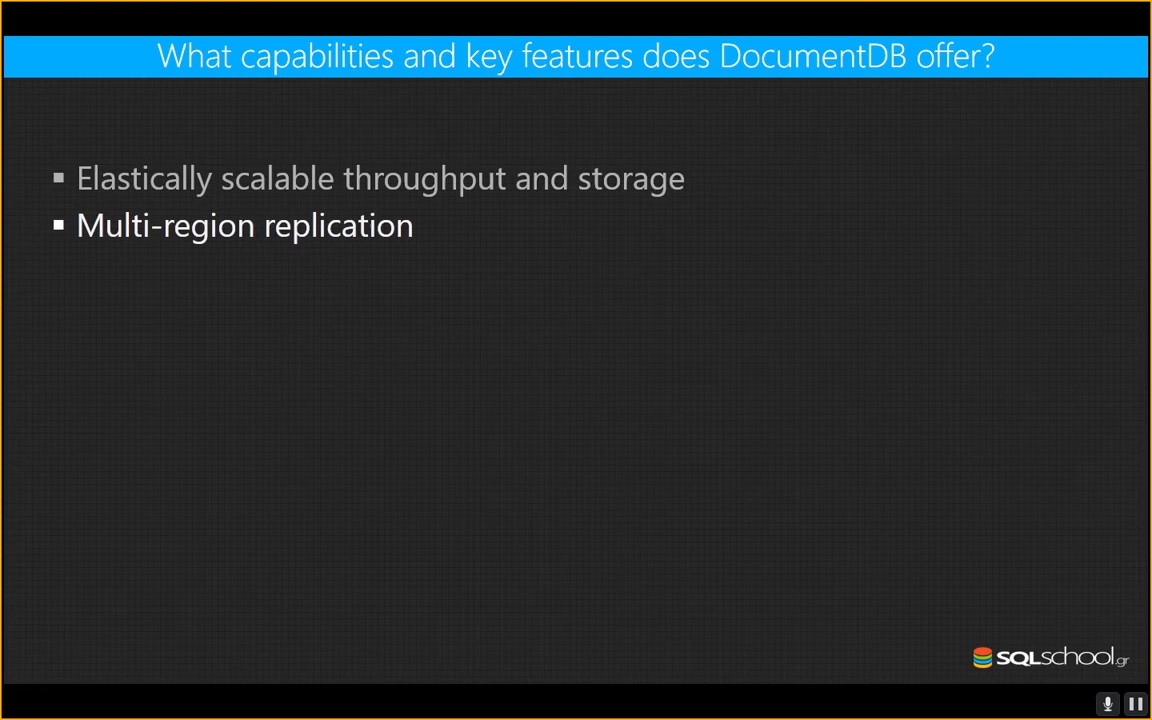 What capabilities and key features does DocumentDB offer?
▪ Elastically scalable throughput and storage
▪ Multi-region replication
SQLschool.gr